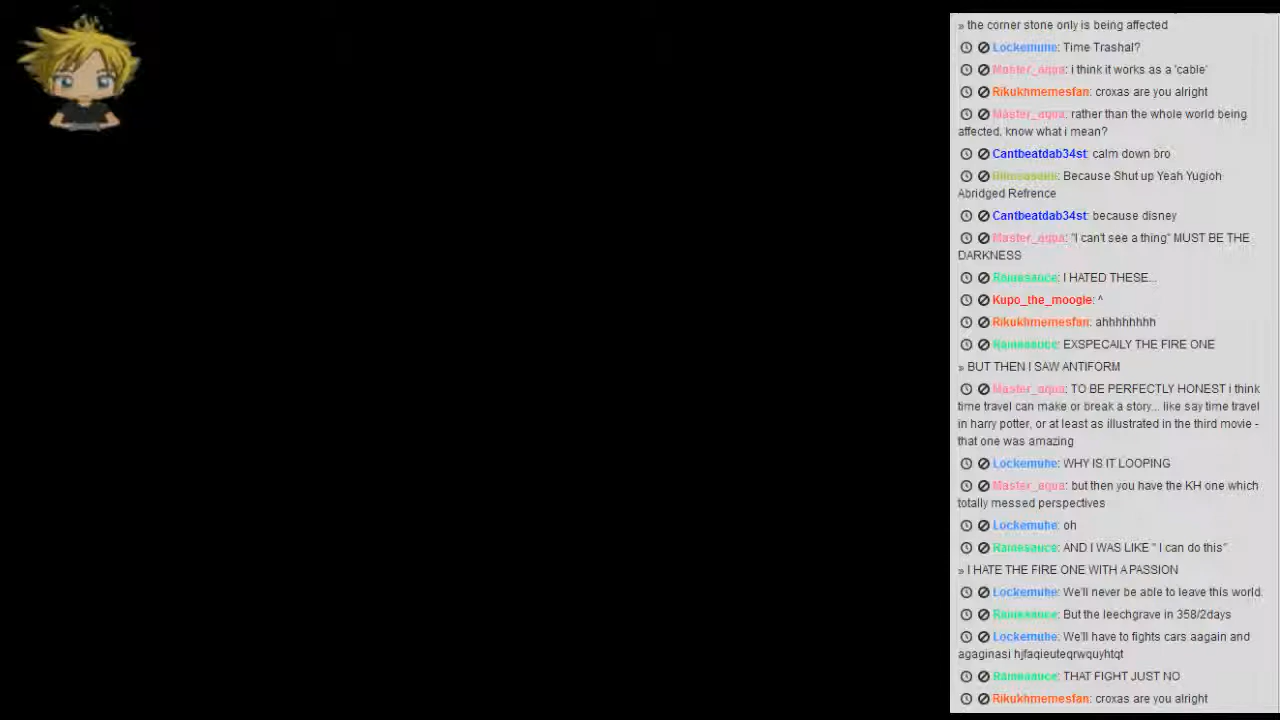 » the corner stone only is being affected
Lockemuhe: Time Trashal?
Master_aqua: i think it works as a 'cable'
Rikukhmemesfan: croxas are you alright
Master_aqua: rather than the whole world being
affected. know what i mean?
Cantbeatdab34st: calm down bro
: Because Shut up Yeah Yugioh
Abridged Refrence
Cantbeatdab34st: because disney
Master_aqua: "I can't see a thing" MUST BE THE
DARKNESS
Ramesauce: I HATED THESE...
Kupo_the_moogle: ^
Rikukhmemesfan: ahhhhhhhh
Ramesauce: EXSPECAILY THE FIRE ONE
» BUT THEN I SAW ANTIFORM
Master_aqua: TO BE PERFECTLY HONEST i think
time travel can make or break a story... like say time travel
in harry potter, or at least as illustrated in the third movie -
that one was amazing
Lockemuhe: WHY IS IT LOOPING
Master_aqua: but then you have the KH one which
totally messed perspectives
Lockemuhe: oh
Ramesauce: AND I WAS LIKE " I can do this"
» I HATE THE FIRE ONE WITH A PASSION
Lockemuhe: We'll never be able to leave this world.
Ramesauce: But the leechgrave in 358/2days
Lockemuhe: We'll have to fights cars aagain and
agaginasi hjfaqieuteqrwquyhtqt
Ramesauce: THAT FIGHT JUST NO
Rikukhmemesfan: croxas are you alright